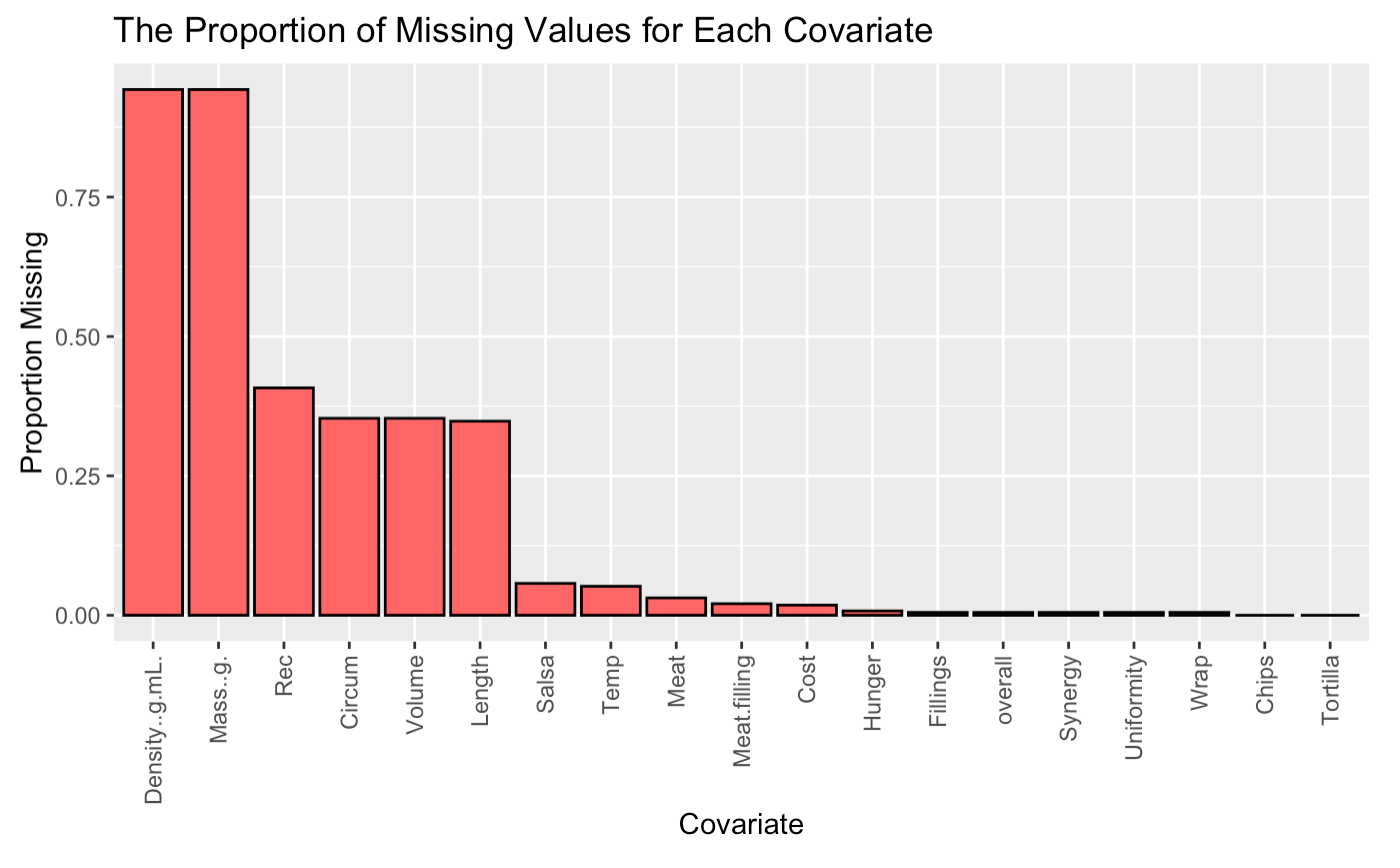 The Proportion of Missing Values for Each Covariate
Proportion Missing
0.75
0.50
0.25
0.00
Density..g.mL.
Mass..g.
Rec
Circum
Volume
Length
Salsa
Temp
Meat
Meat.filling
Cost
Hunger
Fillings
overall
Synergy
Uniformity
Wrap
Chips
Tortilla
Covariate